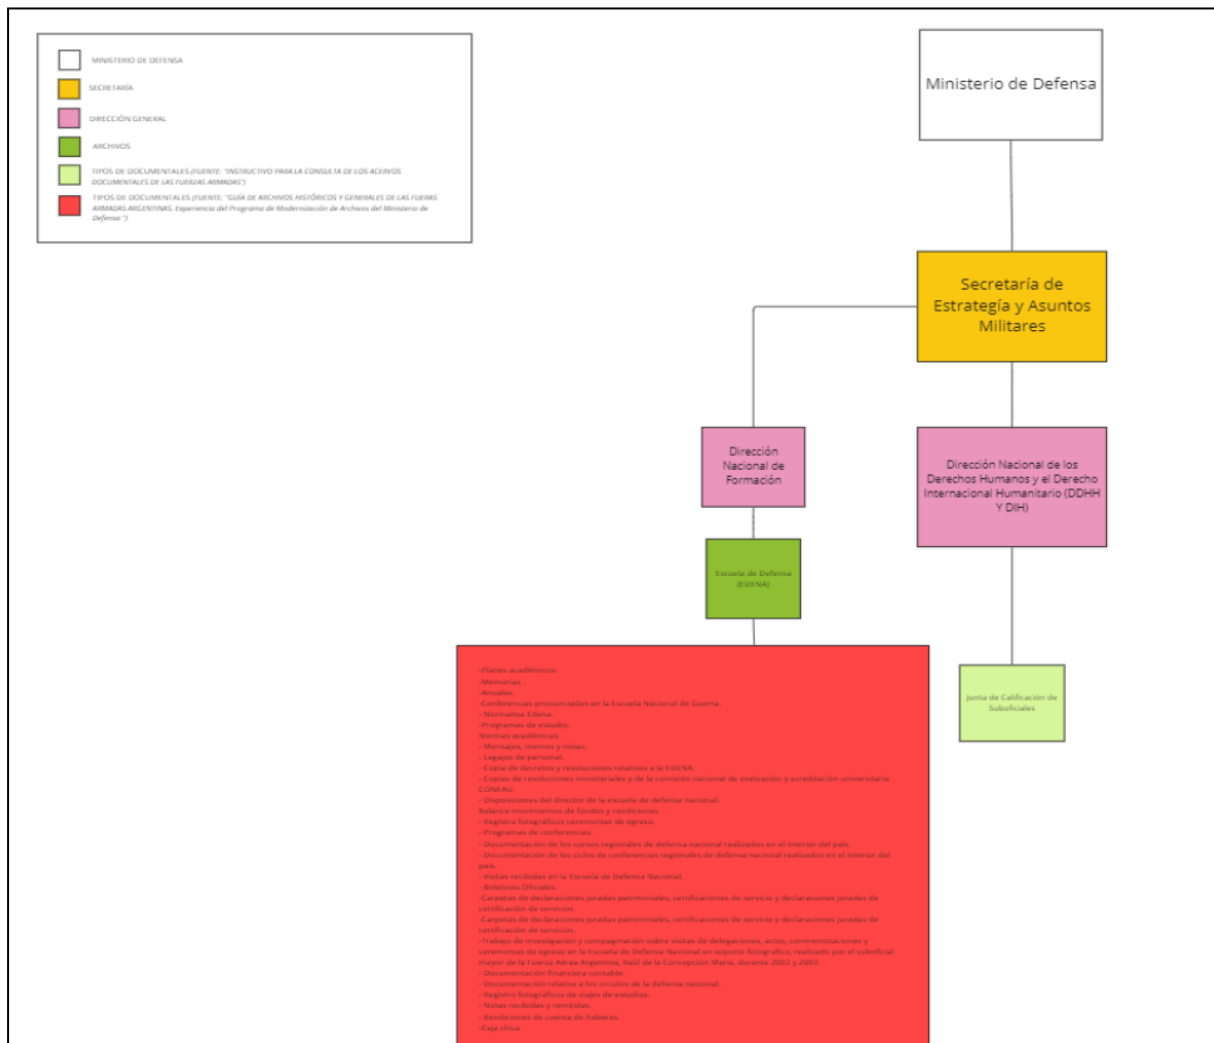 MINISTERIO DE DEFENSA
SECRETARÍA
DIRECCIÓN GENERAL
ARCHIVOS
TIPOS DE DOCUMENTALES (FUENTE: "INSTRUCTIVO PARA LA CONSULTA DE LOS ACERVOS
DOCUMENTALES DE LAS FUERZAS ARMADAS")
TIPOS DE DOCUMENTALES (FUENTE: "GUÍA DE ARCHIVOS HISTÓRICOS Y GENERALES DE LAS FUERAS
ARMADAS ARGENTINAS. Experiencia del Programa de Modernización de Archivos del Ministerio de
Defensa")
Ministerio de Defensa
Secretaría de
Estrategía y Asuntos
Militares
Dirección
Nacional de
Formación
Dirección Nacional de los
Derechos Humanos y el Derecho
Internacional Humanitario (DDHH
Y DIH)
Escuela de Defensa
(EDENA)
Junta de Calificación de
Suboficiales
-Planes académicos.
-Memorias.
-Anuales.
-Conferencias pronunciadas en la Escuela Nacional de Guerra.
- Normativa Edena.
-Programas de estudio.
Normas académicas.
- Mensajes, memos y notas.
- Legajos de personal.
- Copia de decretos y resoluciones relativos a la EDENA.
- Copias de resoluciones ministeriales y de la comisión nacional de evaluación y acreditación universitaria
CONEAU.
- Disposiciones del director de la escuela de defensa nacional.
Balance movimientos de fondos y rendiciones.
- Registro fotográficos ceremonias de egreso.
- Programas de conferencias.
- Documentación de los cursos regionales de defensa nacional realizados en el interior del país.
- Documentación de los ciclos de conferencias regionales de defensa nacional realizados en el interior del
país.
- Visitas recibidas en la Escuela de Defensa Nacional.
- Boletines Oficiales.
-Carpetas de declaraciones juradas patrimoniales, certificaciones de servicio y declaraciones juradas de
certificación de servicios.
-Carpetas de declaraciones juradas patrimoniales, certificaciones de servicio y declaraciones juradas de
certificación de servicios.
-Trabajo de investigación y compaginación sobre visitas de delegaciones, actos, conmemoraciones y
ceremonias de egreso en la Escuela de Defensa Nacional en soporte fotográfico, realizado por el suboficial
mayor de la Fuerza Aérea Argentina, Raúl de la Concepción Marie, durante 2002 y 2003.
- Documentación financiera contable.
- Documentación relativa a los círculos de la defensa nacional.
- Registro fotográficos de viajes de estudios.
- Notas recibidas y remitidas.
- Rendiciones de cuenta de haberes.
-Caja chica